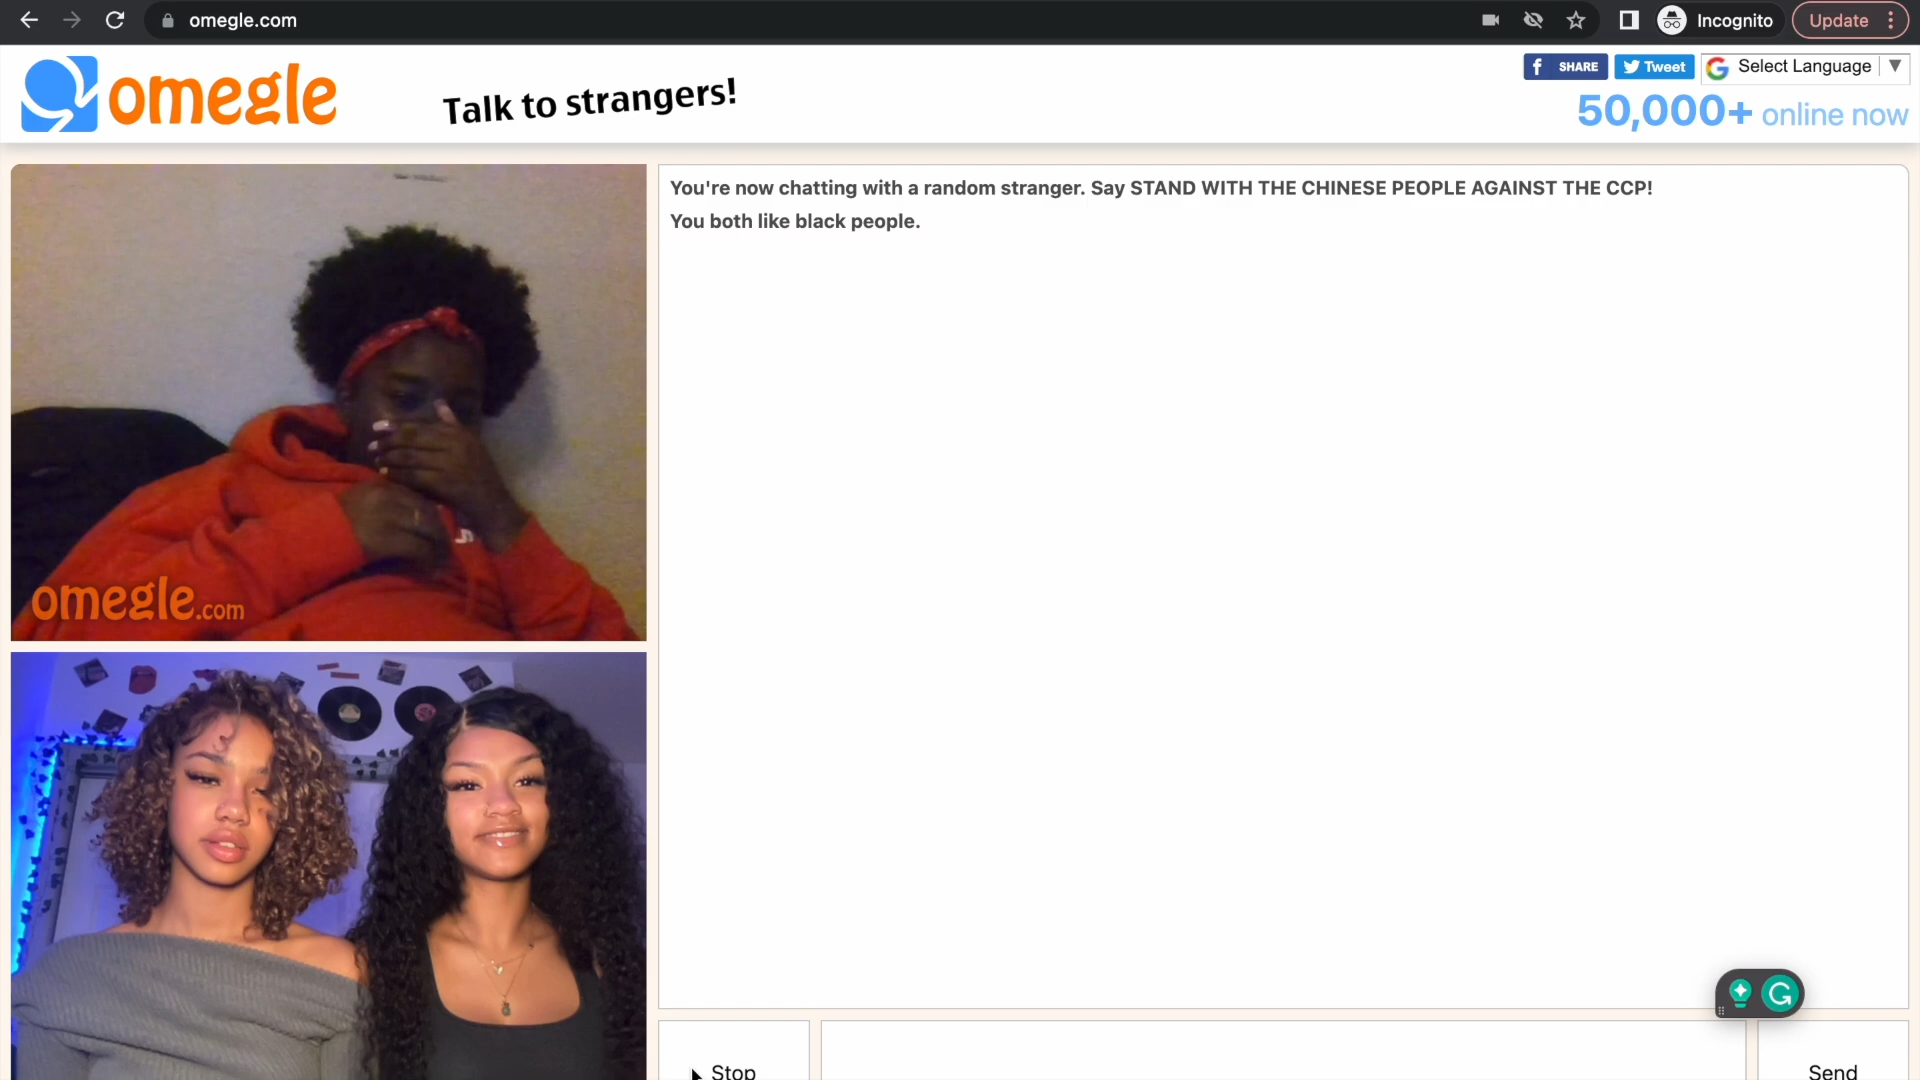 omegle.com
Incognito
Update
omegle
Talk to strangers!
SHARE
Tweet
Select Language
50,000+ online now
You're now chatting with a random stranger. Say STAND WITH THE CHINESE PEOPLE AGAINST THE CCP!
You both like black people.
omegle.com
Stop
Send